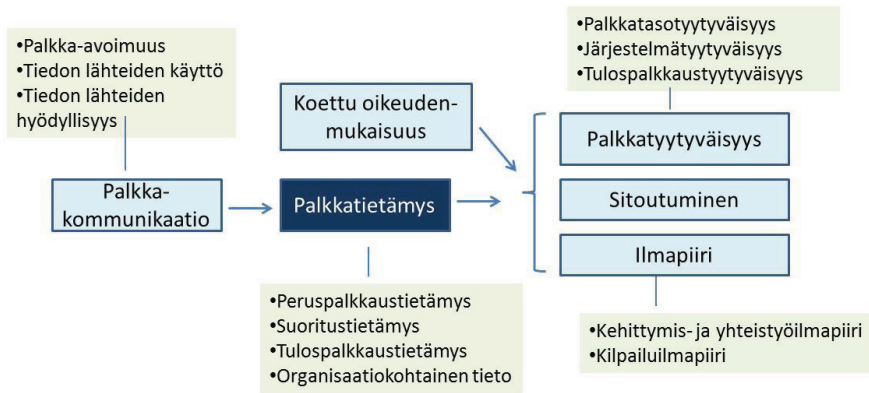 •Palkka-avoimuus
•Tiedon lähteiden käyttö
•Tiedon lähteiden
hyödyllisyys
Palkka-
kommunikaatio
Koettu oikeuden-
mukaisuus
Palkkatietämys
•Peruspalkkaustietämys
•Suoritustietämys
•Tulospalkkaustietämys
•Organisaatiokohtainen tieto
•Palkkatasotyytyväisyys
•Järjestelmätyytyväisyys
•Tulospalkkaustyytyväisyys
Palkkatyytyväisyys
Sitoutuminen
Ilmapiiri
•Kehittymis- ja yhteistyöilmapiiri
•Kilpailuilmapiiri